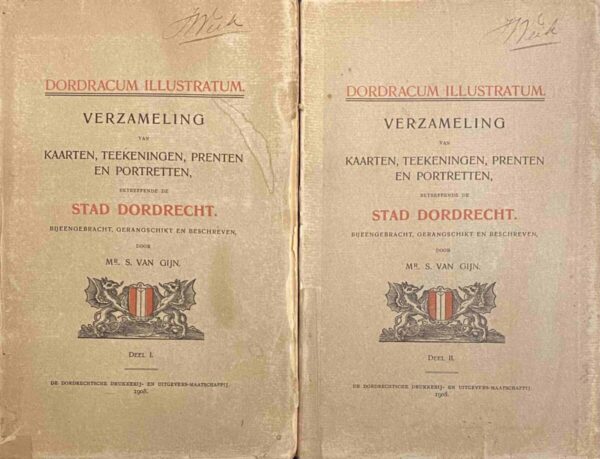 DORDRACUM ILLUSTRATUM.
VERZAMELING
VAN
KAARTEN, TEEKENINGEN, PRENTEN
EN PORTRETTEN,
BETREFFENDE DE
STAD DORDRECHT.
BIJEENGEBRACHT, GERANGSCHIKT EN BESCHREVEN,
DOOR
MR. S. VAN GIJN.
DEEL I.
DE DORDRECHTSCHE DRUKKERIJ- EN UITGEVERS-MAATSCHAPPIJ.
1908.
DORDRACUM ILLUSTRATUM.
VERZAMELING
VAN
KAARTEN, TEEKENINGEN, PRENTEN
EN PORTRETTEN,
BETREFFENDE DE
STAD DORDRECHT.
BIJEENGEBRACHT, GERANGSCHIKT EN BESCHREVEN,
DOOR
MR. S. VAN GIJN.
DEEL II.
DE DORDRECHTSCHE DRUKKERIJ- EN UITGEVERS-MAATSCHAPPIJ.
1908.